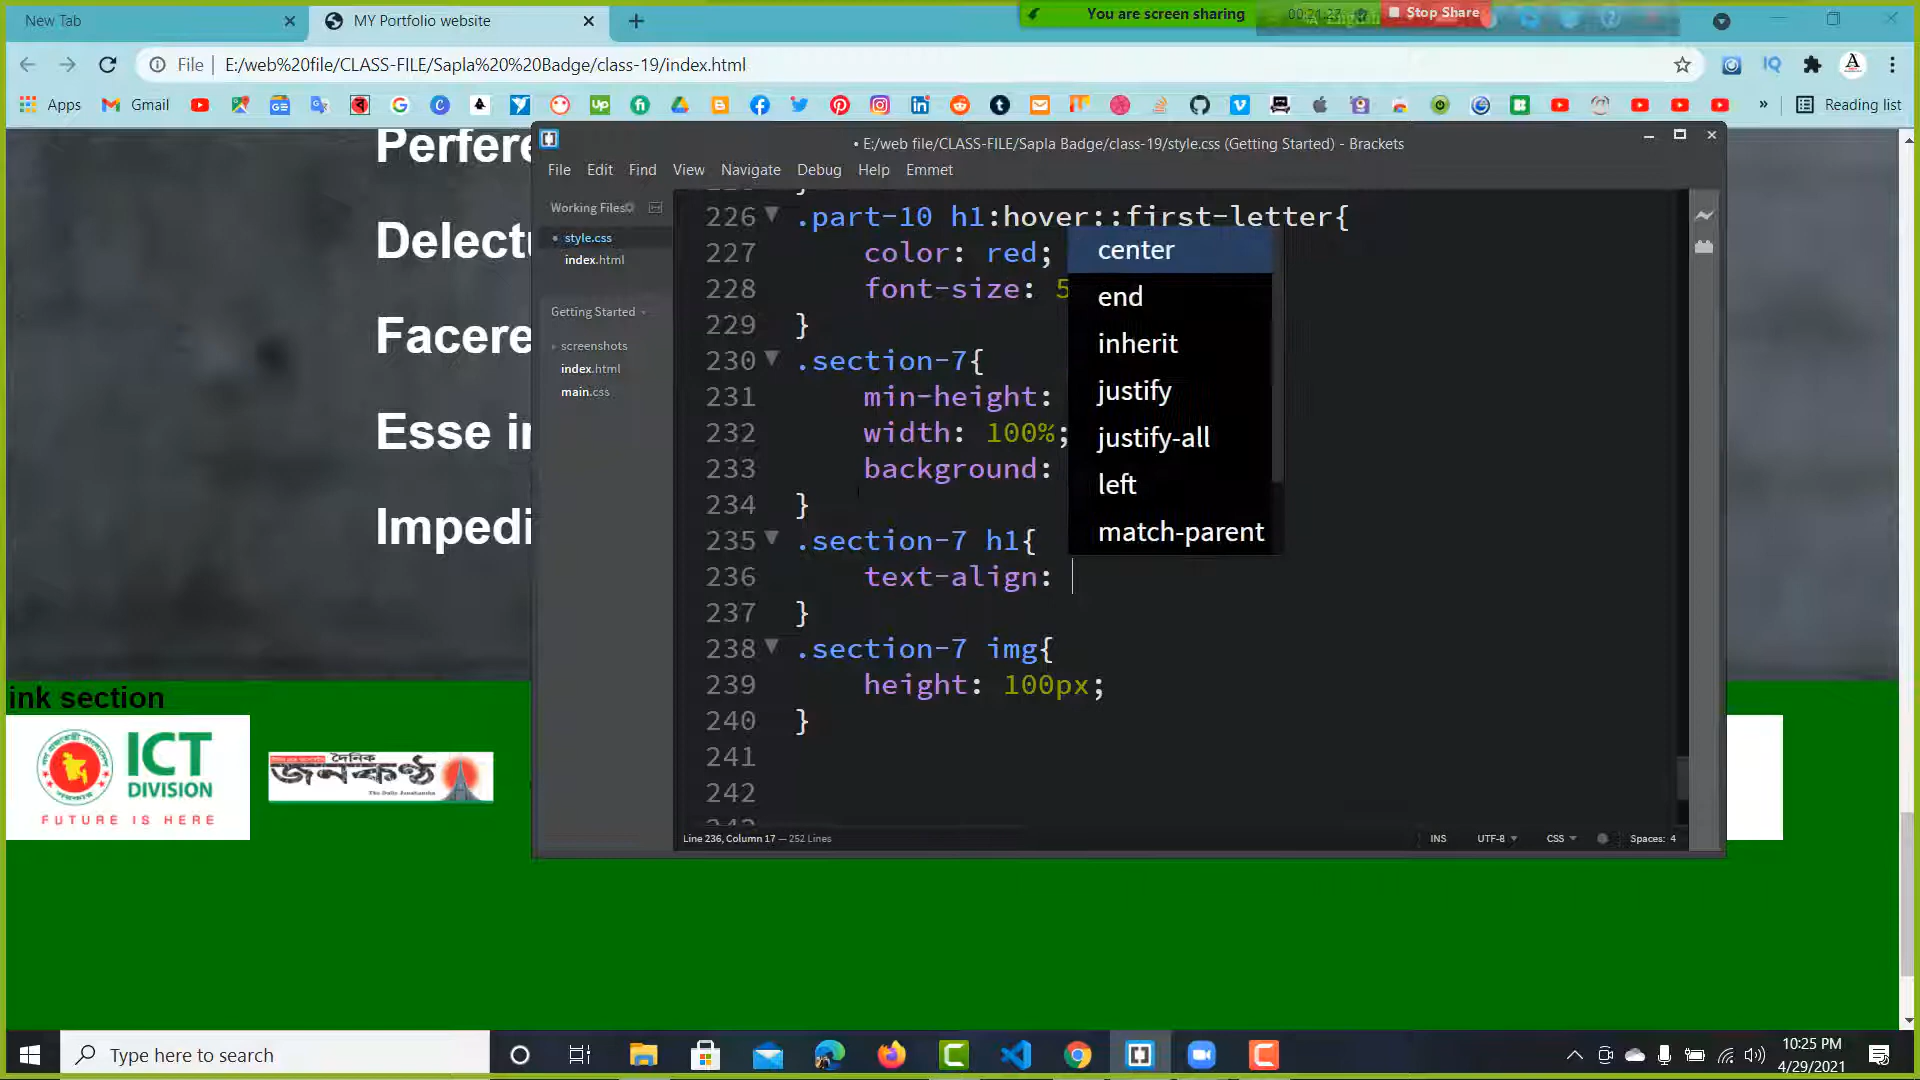 New Tab
MY Portfolio website
You are screen sharing
Stop Share
File
E:/web%20file/CLASS-FILE/Sapla%20%20Badge/class-19/index.html
Apps
Gmail
Reading list
• E:/web file/CLASS-FILE/Sapla Badge/class-19/style.css (Getting Started) - Brackets
File Edit Find View Navigate Debug Help Emmet
Working Files
style.css
index.html
Getting Started
screenshots
index.html
main.css
Perfere
Delectu
Facere
Esse in
Impedi
226 .part-10 h1:hover::first-letter{
227 color: red;
228 font-size: 5
229 }
230 .section-7{
231 min-height:
232 width: 100%;
233 background:
234 }
235 .section-7 h1{
236 text-align:
237 }
238 .section-7 img{
239 height: 100px;
240 }
241
242
center
end
inherit
justify
justify-all
left
match-parent
ink section
ICT
DIVISION
FUTURE IS HERE
দৈনিক
জনকণ্ঠ
The Daily Janakantha
Line 236, Column 17 — 252 Lines
INS UTF-8 CSS Spaces: 4
Type here to search
10:25 PM
4/29/2021